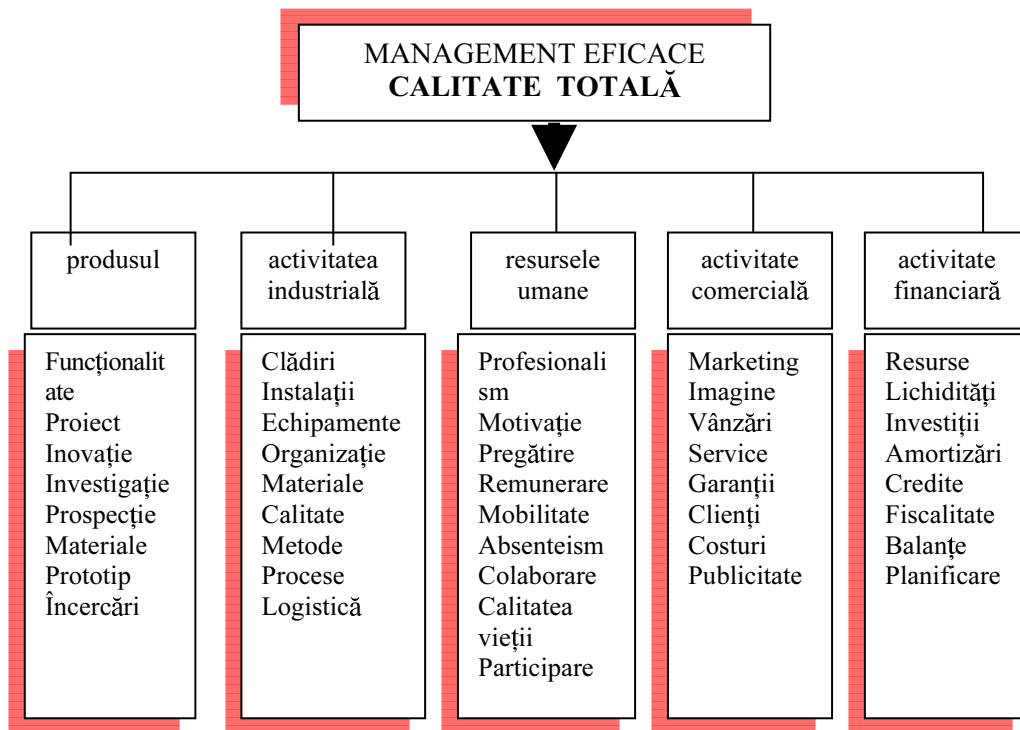 MANAGEMENT EFICACE
CALITATE TOTALĂ
produsul
activitatea
industrială
resursele
umane
activitate
comercială
activitate
financiară
Funcționalit
ate
Proiect
Inovație
Investigație
Prospecție
Materiale
Prototip
Încercări
Clădiri
Instalații
Echipamente
Organizație
Materiale
Calitate
Metode
Procese
Logistică
Profesionali
sm
Motivație
Pregătire
Remunerare
Mobilitate
Absenteism
Colaborare
Calitatea
vieții
Participare
Marketing
Imagine
Vânzări
Service
Garanții
Clienți
Costuri
Publicitate
Resurse
Lichidități
Investiții
Amortizări
Credite
Fiscalitate
Balanțe
Planificare